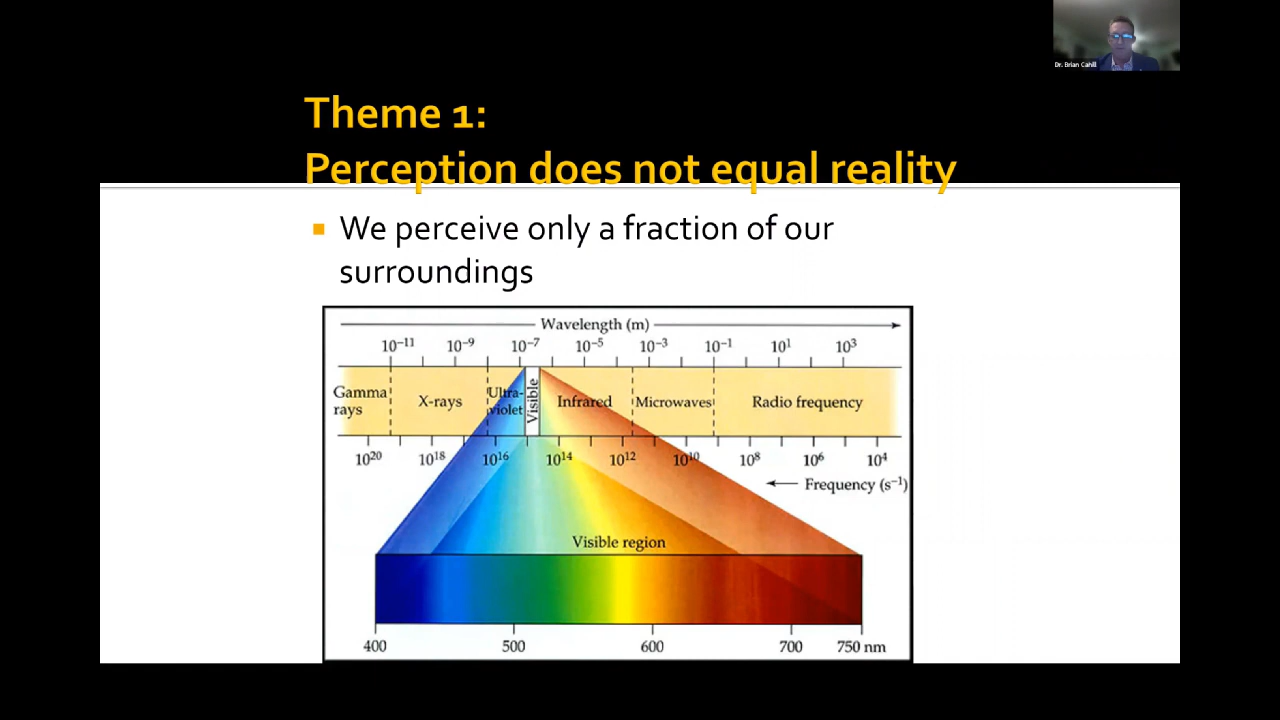 Dr. Brian Cahill
Theme 1:
Perception does not equal reality
We perceive only a fraction of our
surroundings
Wavelength (m)
10⁻¹¹ 10⁻⁹ 10⁻⁷ 10⁻⁵ 10⁻³ 10⁻¹ 10¹ 10³
Gamma rays X-rays Ultra-violet Visible Infrared Microwaves Radio frequency
10²⁰ 10¹⁸ 10¹⁶ 10¹⁴ 10¹² 10¹⁰ 10⁸ 10⁶ 10⁴
Frequency (s⁻¹)
Visible region
400 500 600 700 750 nm